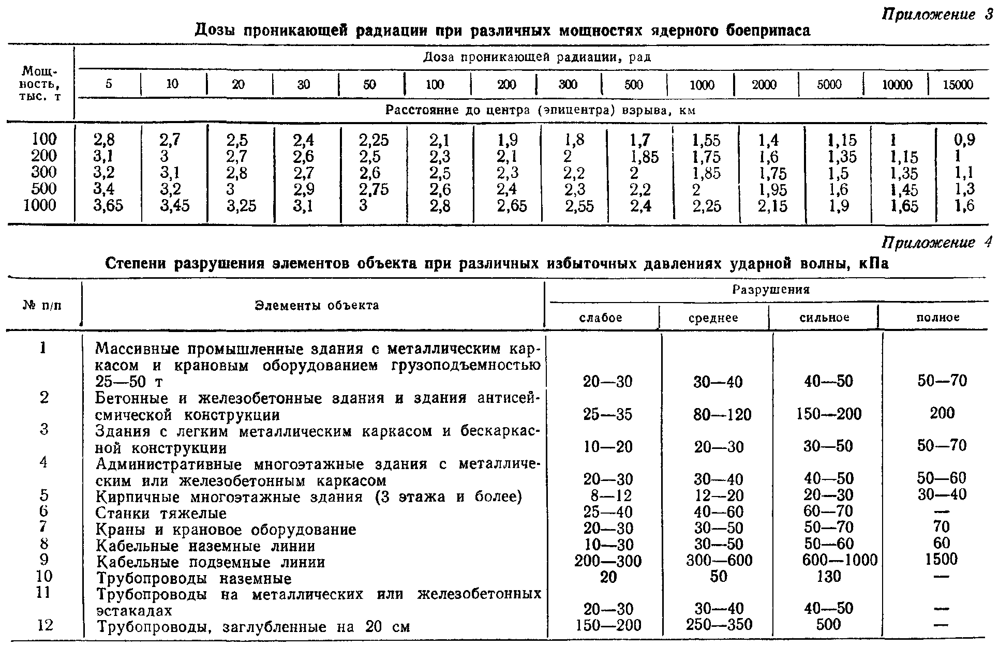 Приложение 3
Дозы проникающей радиации при различных мощностях ядерного боеприпаса
Мощ-
ность,
тыс. т
Доза проникающей радиации, рад
5 10 20 30 50 100 200 300 500 1000 2000 5000 10000 15000
Расстояние до центра (эпицентра) взрыва, км
100 2,8 2,7 2,5 2,4 2,25 2,1 1,9 1,8 1,7 1,55 1,4 1,15 1 0,9
200 3,1 3 2,7 2,6 2,5 2,3 2,1 2 1,85 1,75 1,6 1,35 1,15 1
300 3,2 3,1 2,8 2,7 2,6 2,5 2,3 2,2 2 1,85 1,75 1,5 1,35 1,1
500 3,4 3,2 3 2,9 2,75 2,6 2,4 2,3 2,2 2 1,95 1,6 1,45 1,3
1000 3,65 3,45 3,25 3,1 3 2,8 2,65 2,55 2,4 2,25 2,15 1,9 1,65 1,6
Приложение 4
Степени разрушения элементов объекта при различных избыточных давлениях ударной волны, кПа
№ п/п
Элементы объекта
Разрушения
слабое среднее сильное полное
1 Массивные промышленные здания с металлическим кар-
касом и крановым оборудованием грузоподъемностью
25—50 т 20—30 30—40 40—50 50—70
2 Бетонные и железобетонные здания и здания антисей-
смической конструкции 25—35 80—120 150—200 200
3 Здания с легким металлическим каркасом и бескаркас-
ной конструкции 10—20 20—30 30—50 50—70
4 Административные многоэтажные здания с металличе-
ским или железобетонным каркасом 20—30 30—40 40—50 50—60
5 Кирпичные многоэтажные здания (3 этажа и более) 8—12 12—20 20—30 30—40
6 Станки тяжелые 25—40 40—60 60—70 —
7 Краны и крановое оборудование 20—30 30—50 50—70 70
8 Кабельные наземные линии 10—30 30—50 50—60 60
9 Кабельные подземные линии 200—300 300—600 600—1000 1500
10 Трубопроводы наземные 20 50 130 —
11 Трубопроводы на металлических или железобетонных
эстакадах 20—30 30—40 40—50 —
12 Трубопроводы, заглубленные на 20 см 150—200 250—350 500 —